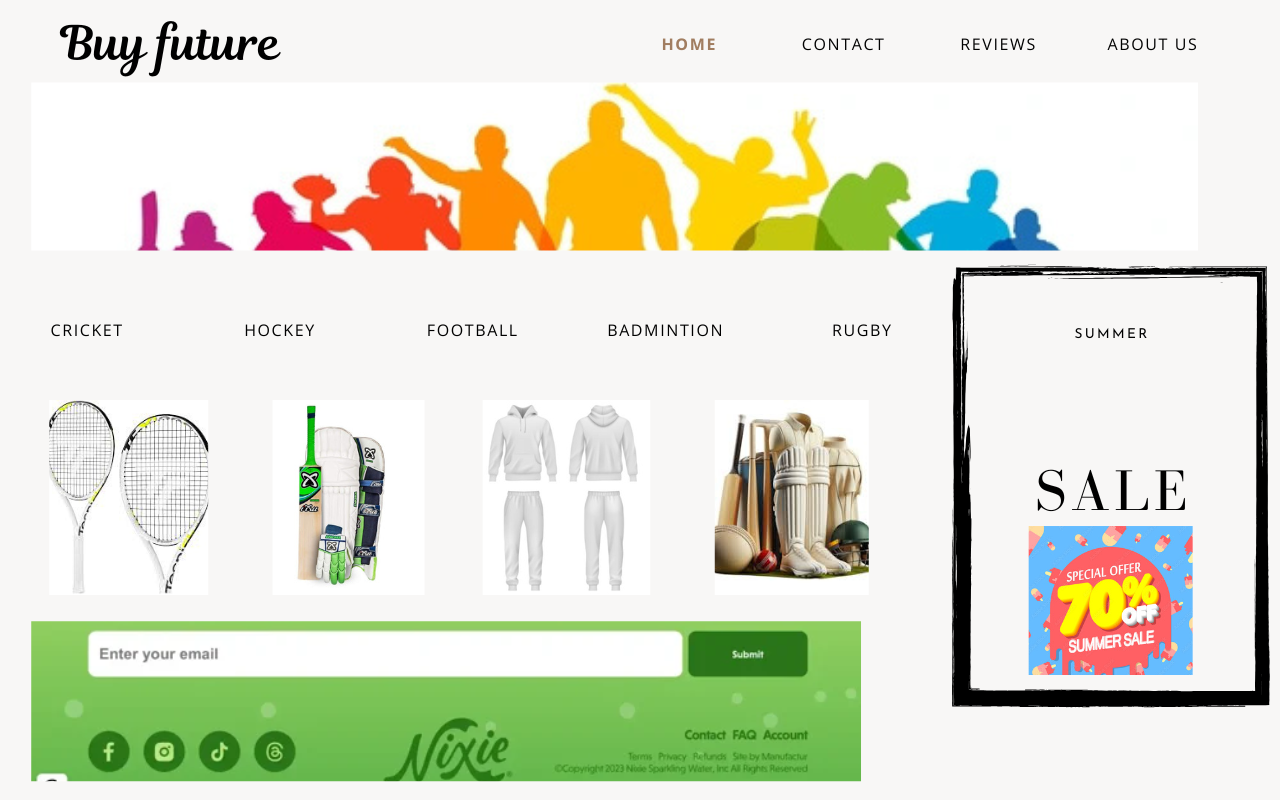 Buy future
HOME CONTACT REVIEWS ABOUT US
CRICKET HOCKEY FOOTBALL BADMINTION RUGBY
SUMMER
SALE
SPECIAL OFFER
70%
OFF
SUMMER SALE
Enter your email Submit
Nixie®
Contact FAQ Account
Terms Privacy Refunds Site by Manufactur
©Copyright 2023 Nixie Sparkling Water, Inc All Rights Reserved